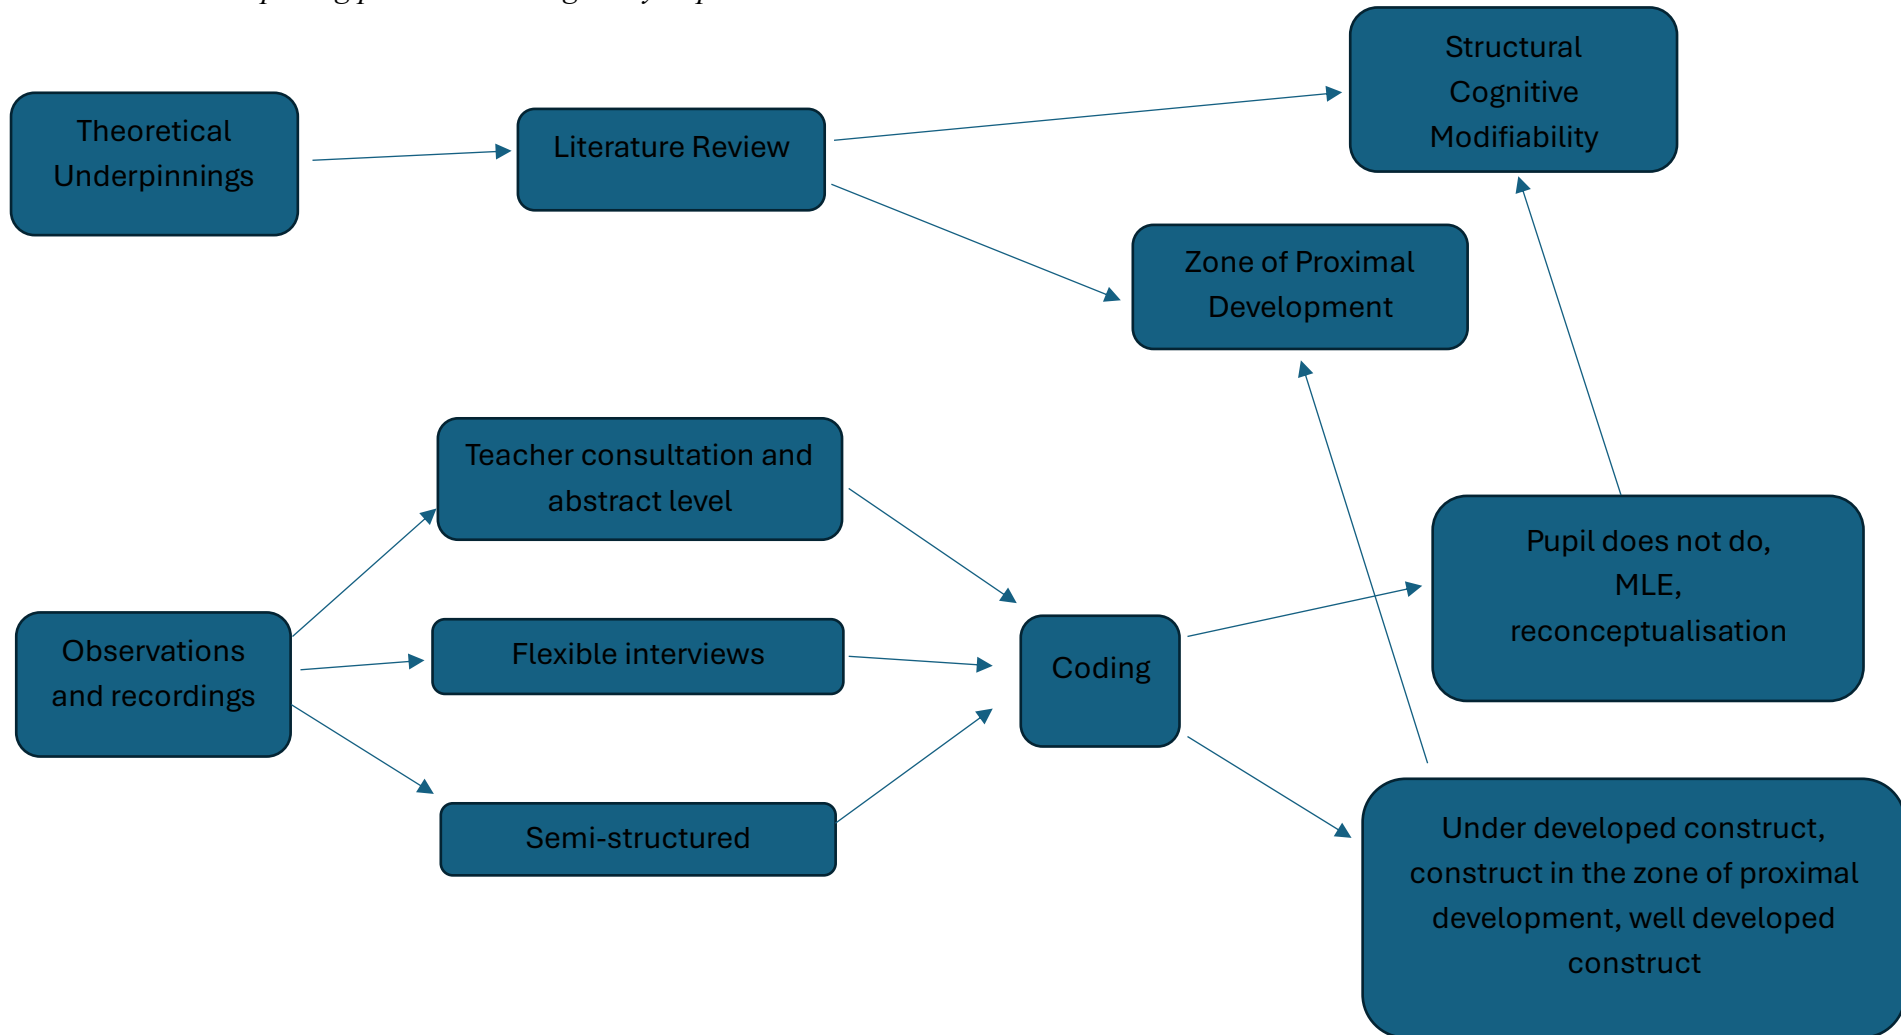 Structural
Cognitive
Modifiability
Theoretical
Underpinnings
Literature Review
Zone of Proximal
Development
Teacher consultation and
abstract level
Pupil does not do,
MLE,
reconceptualisation
Observations
and recordings
Flexible interviews
Coding
Semi-structured
Under developed construct,
construct in the zone of proximal
development, well developed
construct